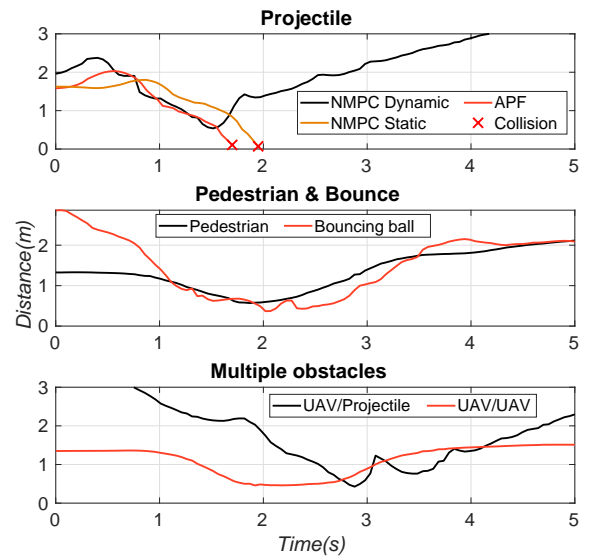 Projectile
3
2
1
0
NMPC Dynamic
APF
NMPC Static
Collision
0 1 2 3 4 5
Pedestrian & Bounce
Distance(m)
2
1
0
Pedestrian
Bouncing ball
0 1 2 3 4 5
Multiple obstacles
3
2
1
0
UAV/Projectile
UAV/UAV
0 1 2 3 4 5
Time(s)